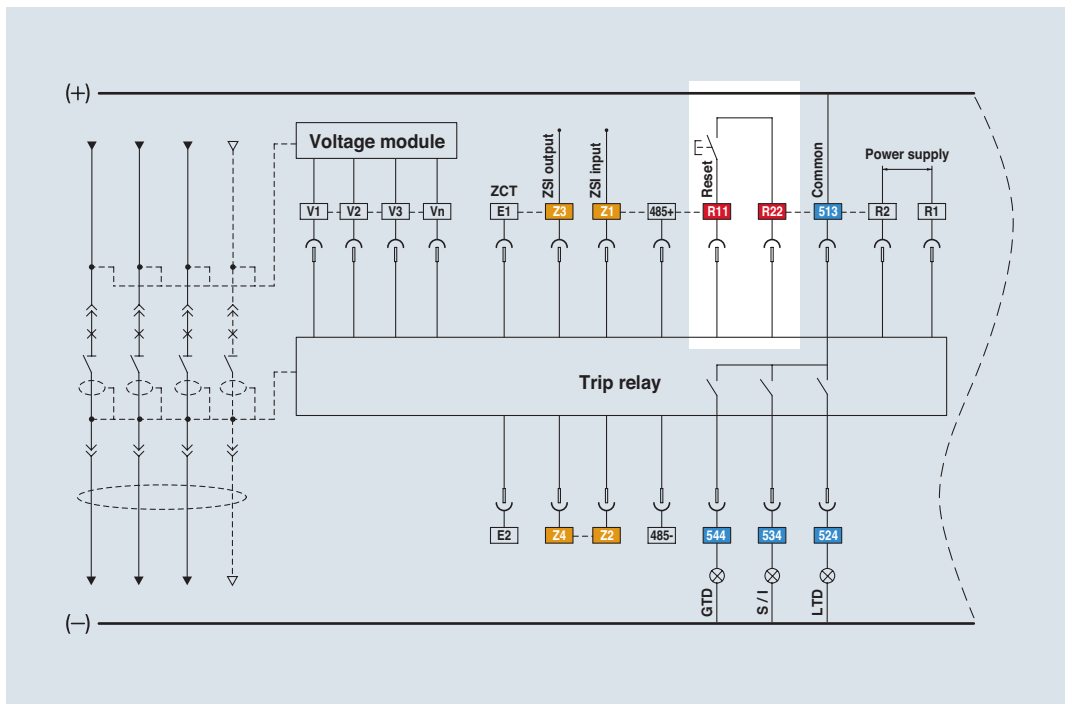 (+)
Voltage module
ZCT
ZSI output
ZSI input
Reset
Common
Power supply
V1 V2 V3 Vn E1 Z3 Z1 485+ R11 R22 513 R2 R1
Trip relay
E2 Z4 Z2 485- 544 534 524
GTD
S / I
LTD
(−)